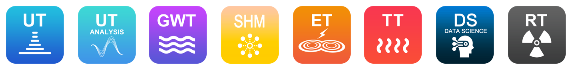 UT
UT
ANALYSIS
GWT
SHM
ET
TT
DS
DATA SCIENCE
RT